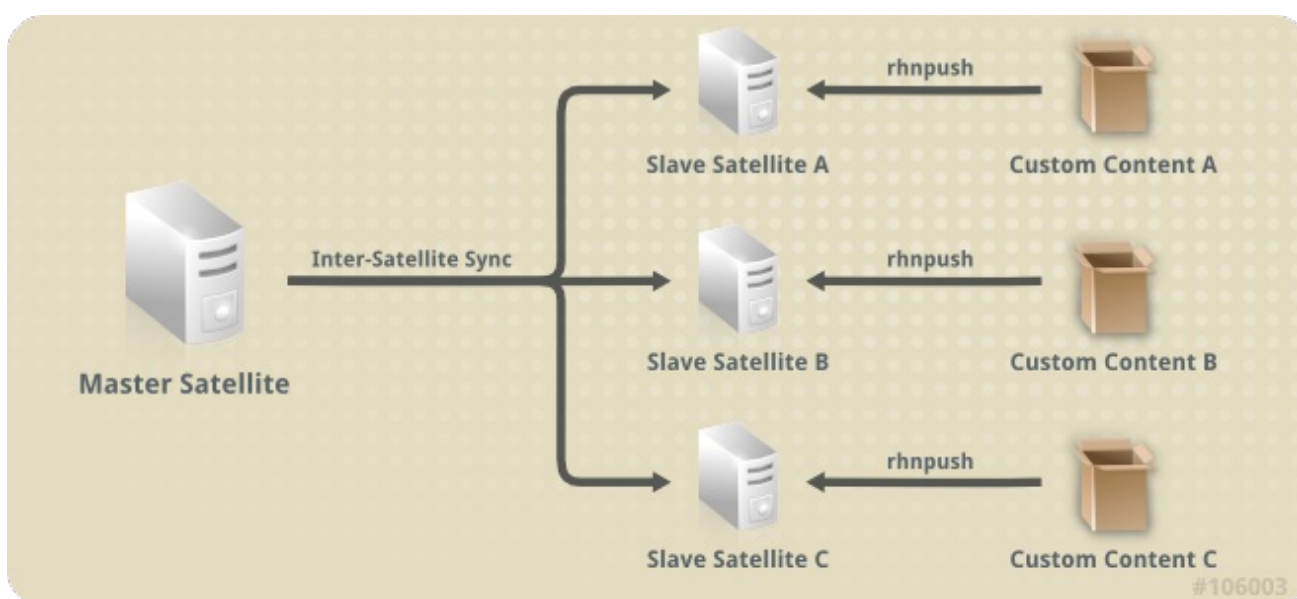 rhnpush
Slave Satellite A
Custom Content A
Inter-Satellite Sync
rhnpush
Master Satellite
Slave Satellite B
Custom Content B
rhnpush
Slave Satellite C
Custom Content C
#106003